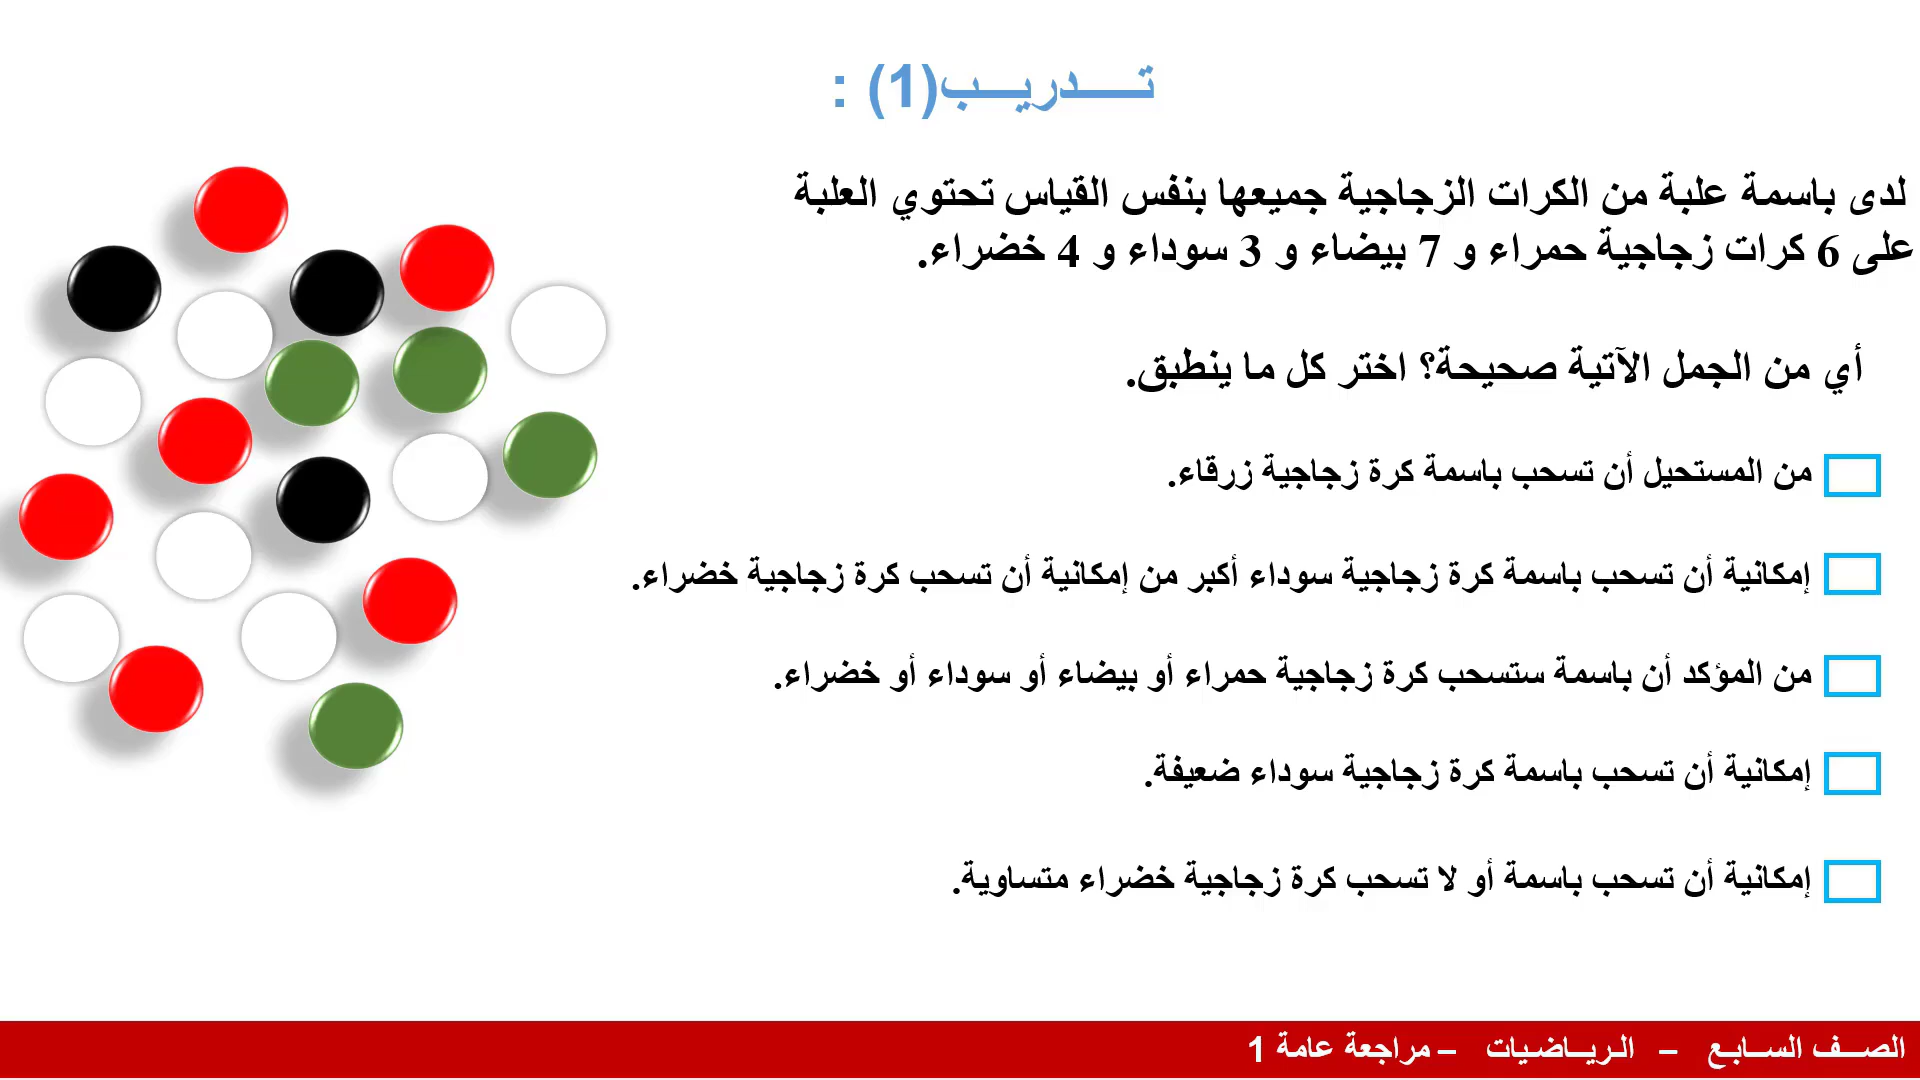 تـــــدريـــب(1) :
لدى باسمة علبة من الكرات الزجاجية جميعها بنفس القياس تحتوي العلبة
على 6 كرات زجاجية حمراء و 7 بيضاء و 3 سوداء و 4 خضراء.
أي من الجمل الآتية صحيحة؟ اختر كل ما ينطبق.
من المستحيل أن تسحب باسمة كرة زجاجية زرقاء.
إمكانية أن تسحب باسمة كرة زجاجية سوداء أكبر من إمكانية أن تسحب كرة زجاجية خضراء.
من المؤكد أن باسمة ستسحب كرة زجاجية حمراء أو بيضاء أو سوداء أو خضراء.
إمكانية أن تسحب باسمة كرة زجاجية سوداء ضعيفة.
إمكانية أن تسحب باسمة أو لا تسحب كرة زجاجية خضراء متساوية.
الصـــف الســـابـع – الـريـــاضـيات – مراجعة عامة 1